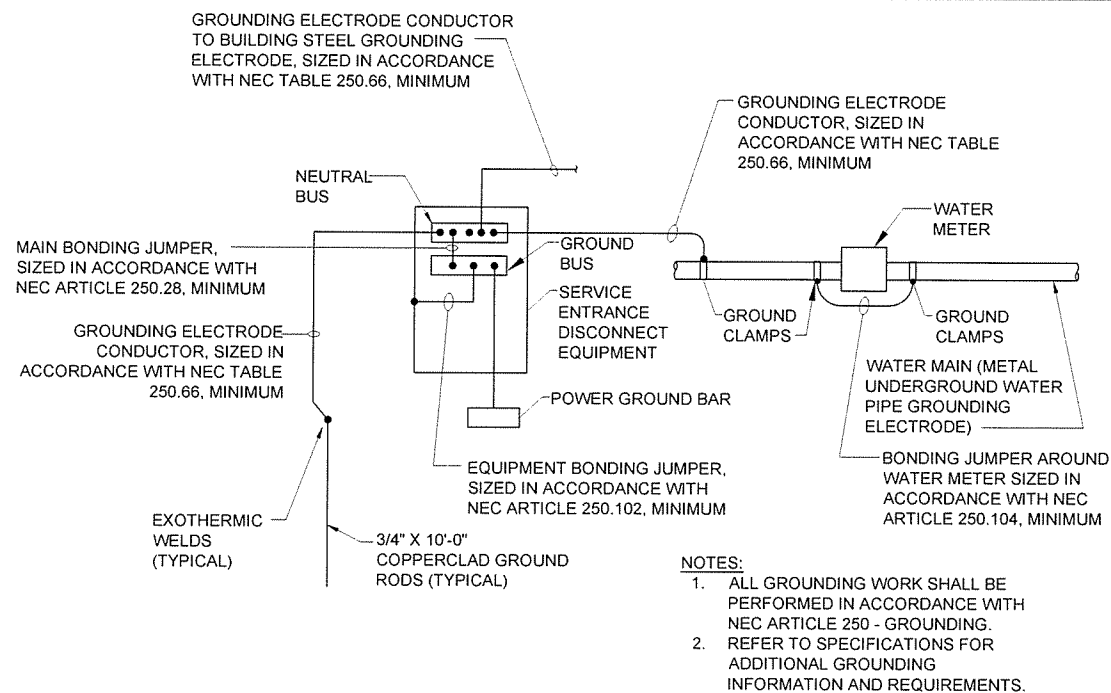 GROUNDING ELECTRODE CONDUCTOR
TO BUILDING STEEL GROUNDING
ELECTRODE, SIZED IN ACCORDANCE
WITH NEC TABLE 250.66, MINIMUM
GROUNDING ELECTRODE
CONDUCTOR, SIZED IN
ACCORDANCE WITH NEC TABLE
250.66, MINIMUM
NEUTRAL
BUS
WATER
METER
MAIN BONDING JUMPER,
SIZED IN ACCORDANCE WITH
NEC ARTICLE 250.28, MINIMUM
GROUND
BUS
SERVICE
ENTRANCE
DISCONNECT
EQUIPMENT
GROUND
CLAMPS
GROUND
CLAMPS
GROUNDING ELECTRODE
CONDUCTOR, SIZED IN
ACCORDANCE WITH NEC TABLE
250.66, MINIMUM
WATER MAIN (METAL
UNDERGROUND WATER
PIPE GROUNDING
ELECTRODE)
POWER GROUND BAR
BONDING JUMPER AROUND
WATER METER SIZED IN
ACCORDANCE WITH NEC
ARTICLE 250.104, MINIMUM
EQUIPMENT BONDING JUMPER,
SIZED IN ACCORDANCE WITH
NEC ARTICLE 250.102, MINIMUM
EXOTHERMIC
WELDS
(TYPICAL)
3/4" X 10'-0"
COPPERCLAD GROUND
RODS (TYPICAL)
NOTES:
1. ALL GROUNDING WORK SHALL BE
PERFORMED IN ACCORDANCE WITH
NEC ARTICLE 250 - GROUNDING.
2. REFER TO SPECIFICATIONS FOR
ADDITIONAL GROUNDING
INFORMATION AND REQUIREMENTS.